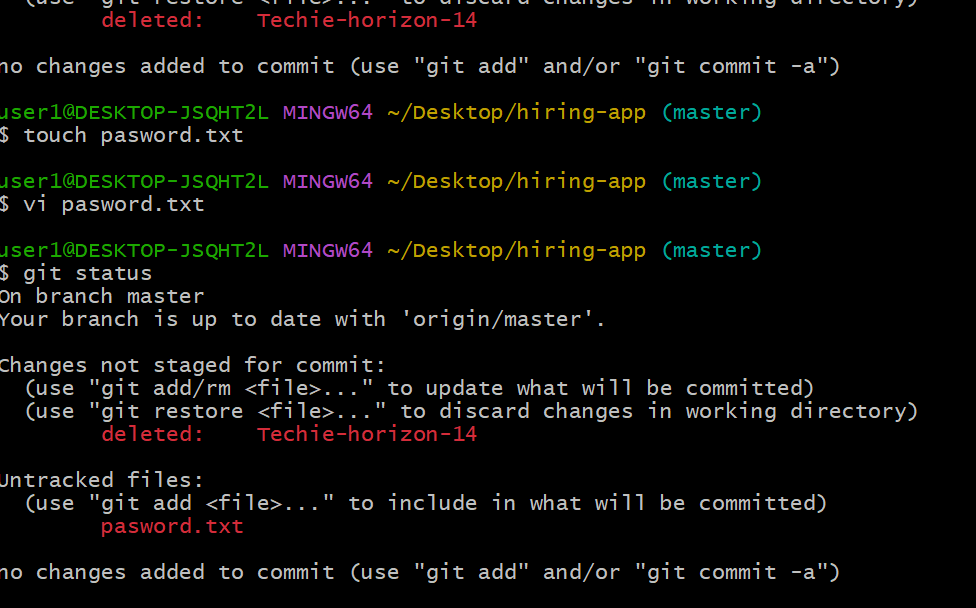 (use "git restore <file>..." to discard changes in working directory)
deleted: Techie-horizon-14
no changes added to commit (use "git add" and/or "git commit -a")
user1@DESKTOP-JSQHT2L MINGW64 ~/Desktop/hiring-app (master)
$ touch pasword.txt
user1@DESKTOP-JSQHT2L MINGW64 ~/Desktop/hiring-app (master)
$ vi pasword.txt
user1@DESKTOP-JSQHT2L MINGW64 ~/Desktop/hiring-app (master)
$ git status
On branch master
Your branch is up to date with 'origin/master'.
Changes not staged for commit:
(use "git add/rm <file>..." to update what will be committed)
(use "git restore <file>..." to discard changes in working directory)
deleted: Techie-horizon-14
Untracked files:
(use "git add <file>..." to include in what will be committed)
pasword.txt
no changes added to commit (use "git add" and/or "git commit -a")